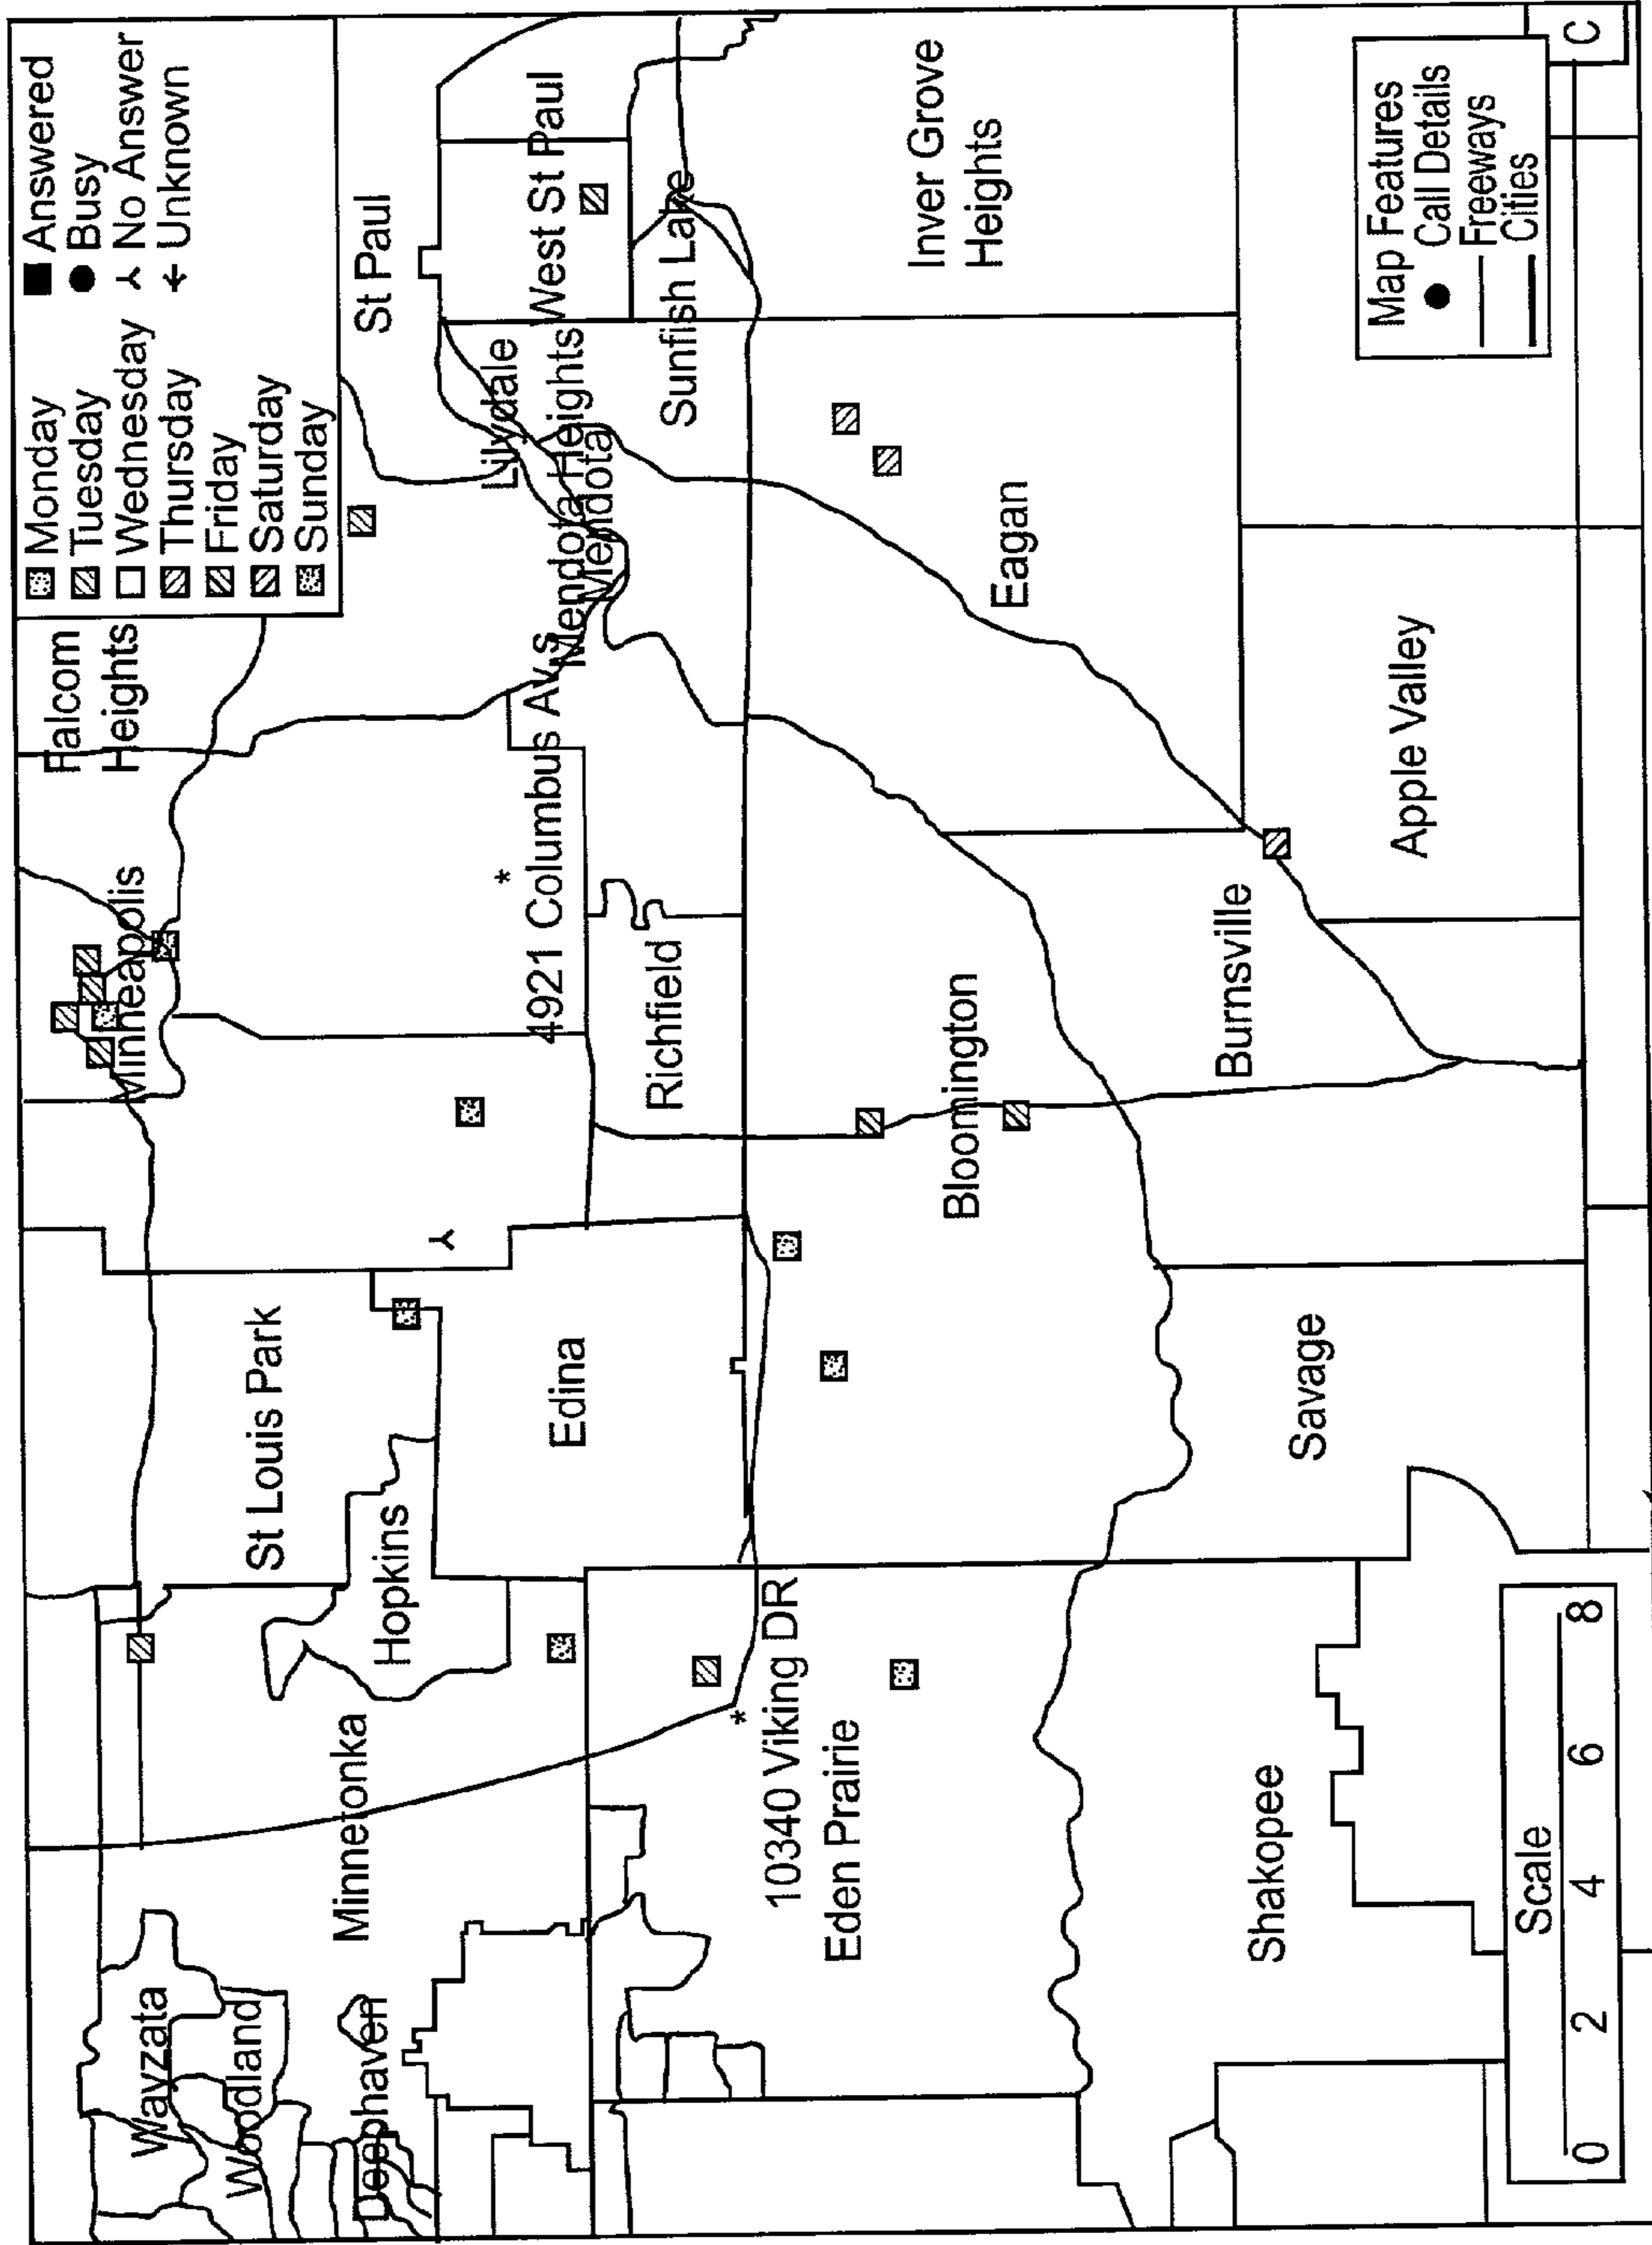 Monday
Tuesday
Wednesday
Thursday
Friday
Saturday
Sunday
Answered
Busy
No Answer
Unknown
Falcom
Heights
St Paul
West St Paul
Lilydale
Mendota Heights
Mendota
Sunfish Lake
Inver Grove
Heights
Minneapolis
* 
4921 Columbus Av s
Richfield
Eagan
Apple Valley
Burnsville
Bloomington
St Louis Park
Hopkins
Edina
Savage
Wayzata
Woodland
Deephaven
Minnetonka
*
10340 Viking DR
Eden Prairie
Shakopee
Scale
0 2 4 6 8
Map Features
Call Details
Freeways
Cities
C